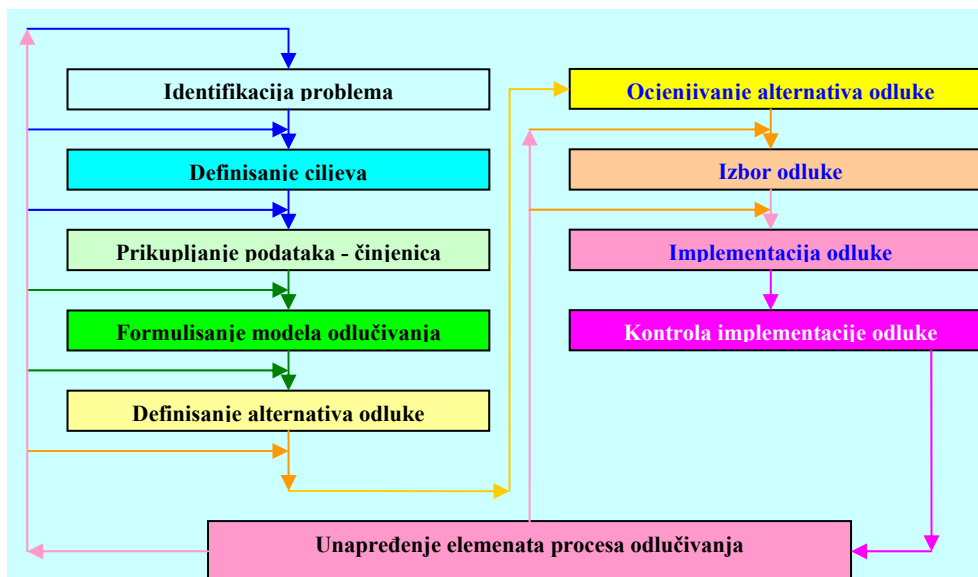 Identifikacija problema
Definisanje ciljeva
Prikupljanje podataka - činjenica
Formulisanje modela odlučivanja
Definisanje alternativa odluke
Ocjenjivanje alternativa odluke
Izbor odluke
Implementacija odluke
Kontrola implementacije odluke
Unapređenje elemenata procesa odlučivanja